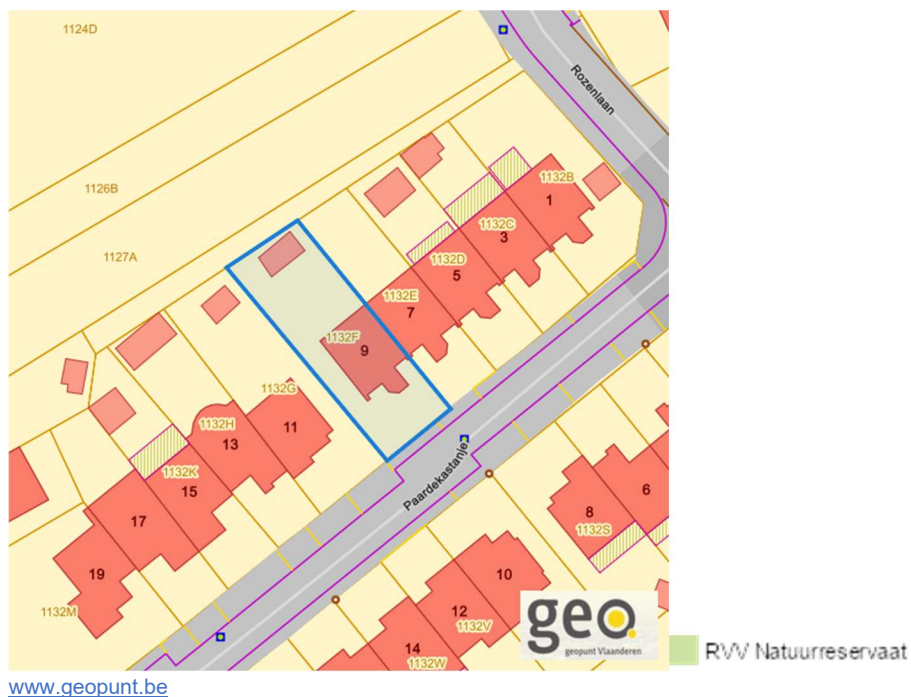 1124D
Rozenlaan
1126B
1132B
1
1132C
3
1127A
1132D
5
1132E
7
1132F
9
1132G
11
1132H
13
1132K
15
17
19
1132M
Paardekastanje
6
8
1132S
10
12
1132V
14
1132W
geo.
geopunt Vlaanderen
RVV Natuurreservaat
www.geopunt.be